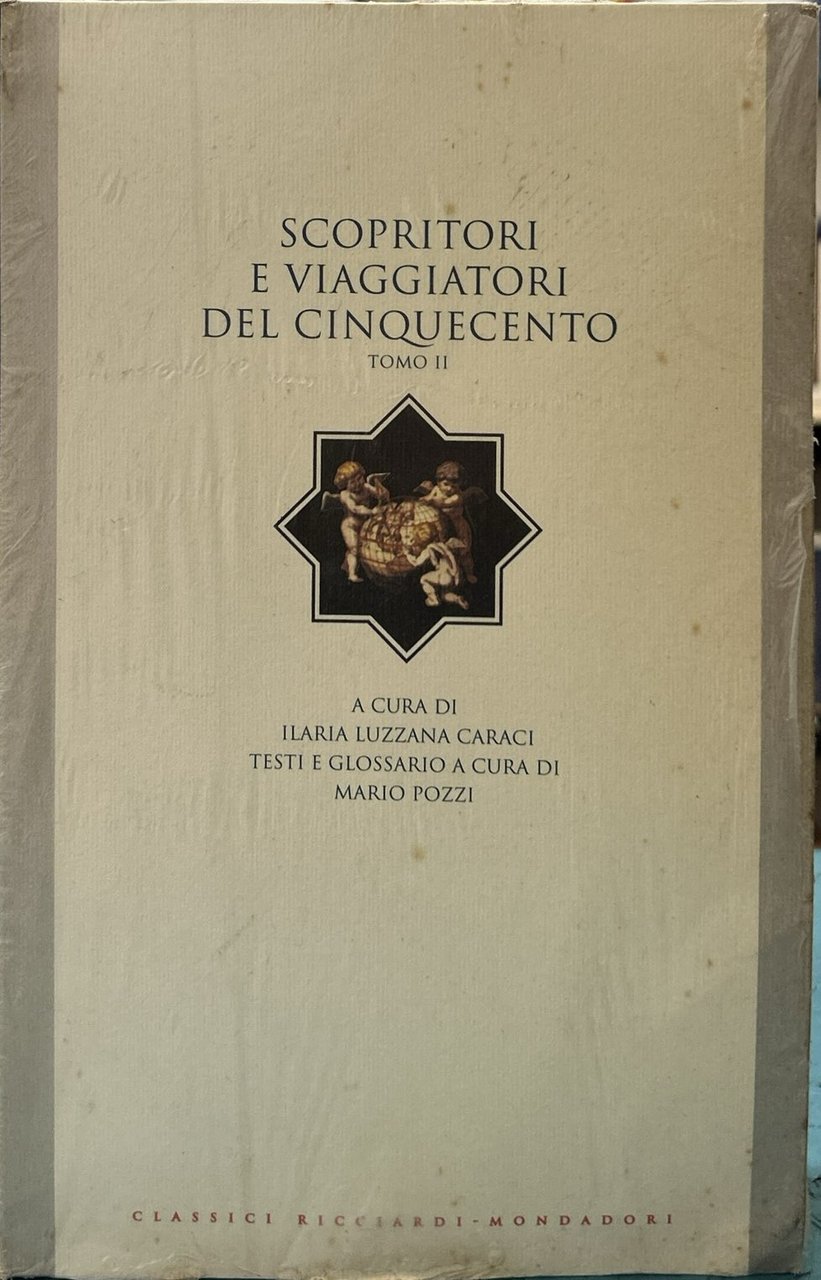 SCOPRITORI
E VIAGGIATORI
DEL CINQUECENTO
TOMO II
A CURA DI
ILARIA LUZZANA CARACI
TESTI E GLOSSARIO A CURA DI
MARIO POZZI
CLASSICI RICCIARDI-MONDADORI